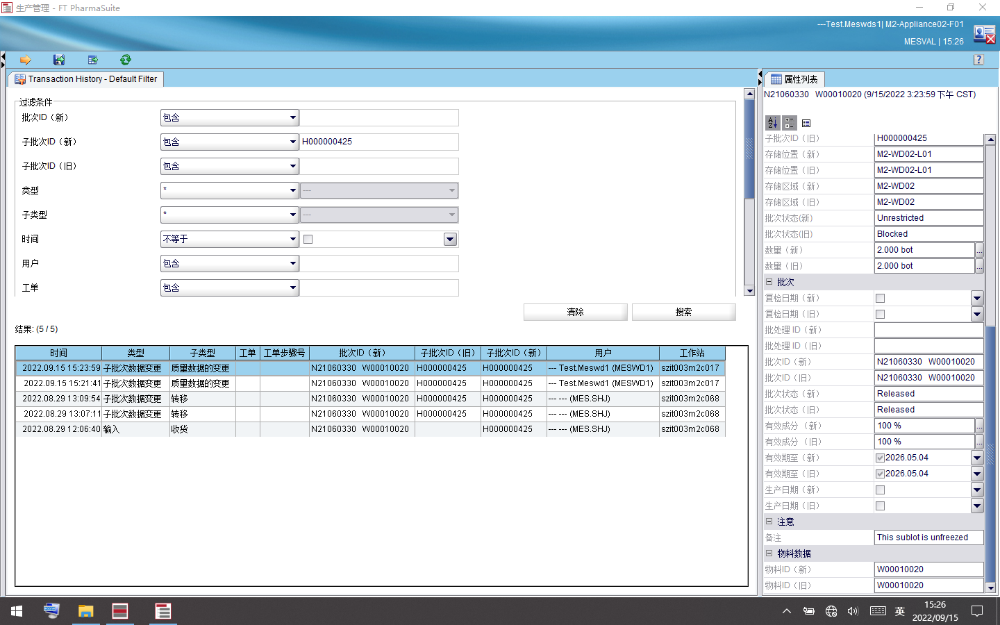 生产管理 - FT PharmaSuite
---Test.Meswds1| M2-Appliance02-F01
MESVAL | 15:26
Transaction History - Default Filter
过滤条件
批次ID（新） 包含
子批次ID（新） 包含 H000000425
子批次ID（旧） 包含
类型 * ---
子类型 * ---
时间 不等于
用户 包含
工单 包含
清除 搜索
结果: (5 / 5)
时间 类型 子类型 工单 工单步骤号 批次ID（新） 子批次ID（旧） 子批次ID（新） 用户 工作站
2022.09.15 15:23:59 子批次数据变更 质量数据的变更 N21060330 W00010020 H000000425 H000000425 --- Test.Meswd1 (MESWD1) szit003m2c017
2022.09.15 15:21:41 子批次数据变更 质量数据的变更 N21060330 W00010020 H000000425 H000000425 --- Test.Meswd1 (MESWD1) szit003m2c017
2022.08.29 13:09:54 子批次数据变更 转移 N21060330 W00010020 H000000425 H000000425 --- --- (MES.SHJ) szit003m2c068
2022.08.29 13:07:11 子批次数据变更 转移 N21060330 W00010020 H000000425 H000000425 --- --- (MES.SHJ) szit003m2c068
2022.08.29 12:06:40 输入 收货 N21060330 W00010020 H000000425 --- --- (MES.SHJ) szit003m2c068
属性列表
N21060330 W00010020 (9/15/2022 3:23:59 下午 CST)
子批次ID（旧） H000000425
存储位置（新） M2-WD02-L01
存储位置（旧） M2-WD02-L01
存储区域（新） M2-WD02
存储区域（旧） M2-WD02
批次状态(新) Unrestricted
批次状态(旧) Blocked
数量（新） 2.000 bot ...
数量（旧） 2.000 bot ...
批次
复检日期（新）
复检日期（旧）
批处理 ID（新）
批处理 ID（旧）
批次ID（新） N21060330 W00010020
批次ID（旧） N21060330 W00010020
批次状态（新） Released
批次状态（旧） Released
有效成分 （新） 100 % ...
有效成分 （旧） 100 % ...
有效期至（新） 2026.05.04
有效期至（旧） 2026.05.04
生产日期（新）
生产日期（旧）
注意
备注 This sublot is unfreezed
物料数据
物料ID（新） W00010020
物料ID（旧） W00010020
英
15:26
2022/09/15